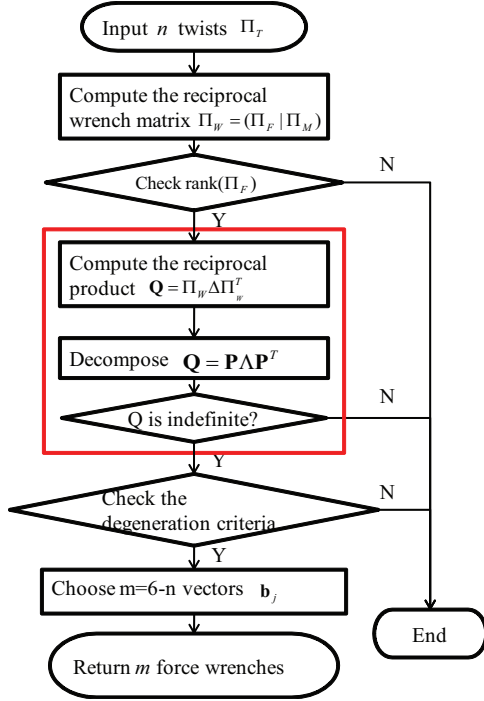 Input n twists Π_T
Compute the reciprocal
wrench matrix Π_W = (Π_F | Π_M)
N
Check rank(Π_F)
Y
Compute the reciprocal
product Q = Π_W ΔΠ_w^T
Decompose Q = PΛP^T
N
Q is indefinite?
Y
Check the
N
degeneration criteria
Y
Choose m=6-n vectors b_j
End
Return m force wrenches